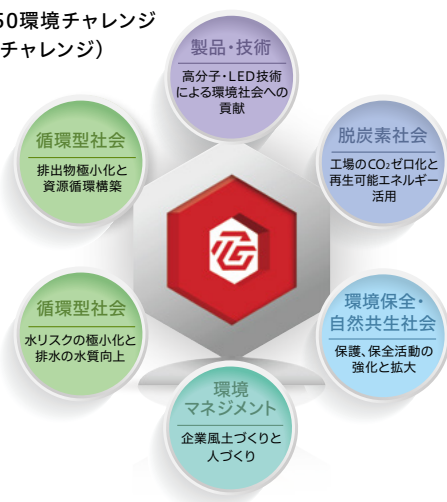 50環境チャレンジ
チャレンジ)
製品・技術
高分子・LED技術
による環境社会への
貢献
脱炭素社会
工場のCO₂ゼロ化と
再生可能エネルギー
活用
環境保全・
自然共生社会
保護、保全活動の
強化と拡大
環境
マネジメント
企業風土づくりと
人づくり
循環型社会
水リスクの極小化と
排水の水質向上
循環型社会
排出物極小化と
資源循環構築
TG